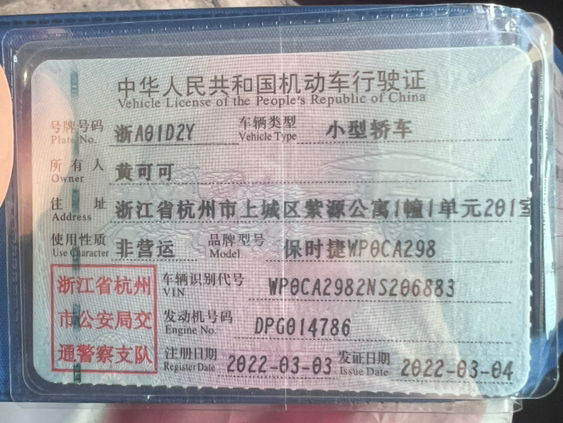 中华人民共和国机动车行驶证
Vehicle License of the People's Republic of China
号牌号码 浙A01D2Y 车辆类型 小型轿车
Plate No. Vehicle Type
所有人 黄可可
Owner
住址 浙江省杭州市上城区紫源公寓1幢1单元201室
Address
使用性质 非营运 品牌型号 保时捷WP0CA298
Use Character Model
浙江省杭州
市公安局交
通警察支队
车辆识别代号 WP0CA2982NS206883
VIN
发动机号码 DPG014786
Engine No.
注册日期 2022-03-03 发证日期 2022-03-04
Register Date Issue Date